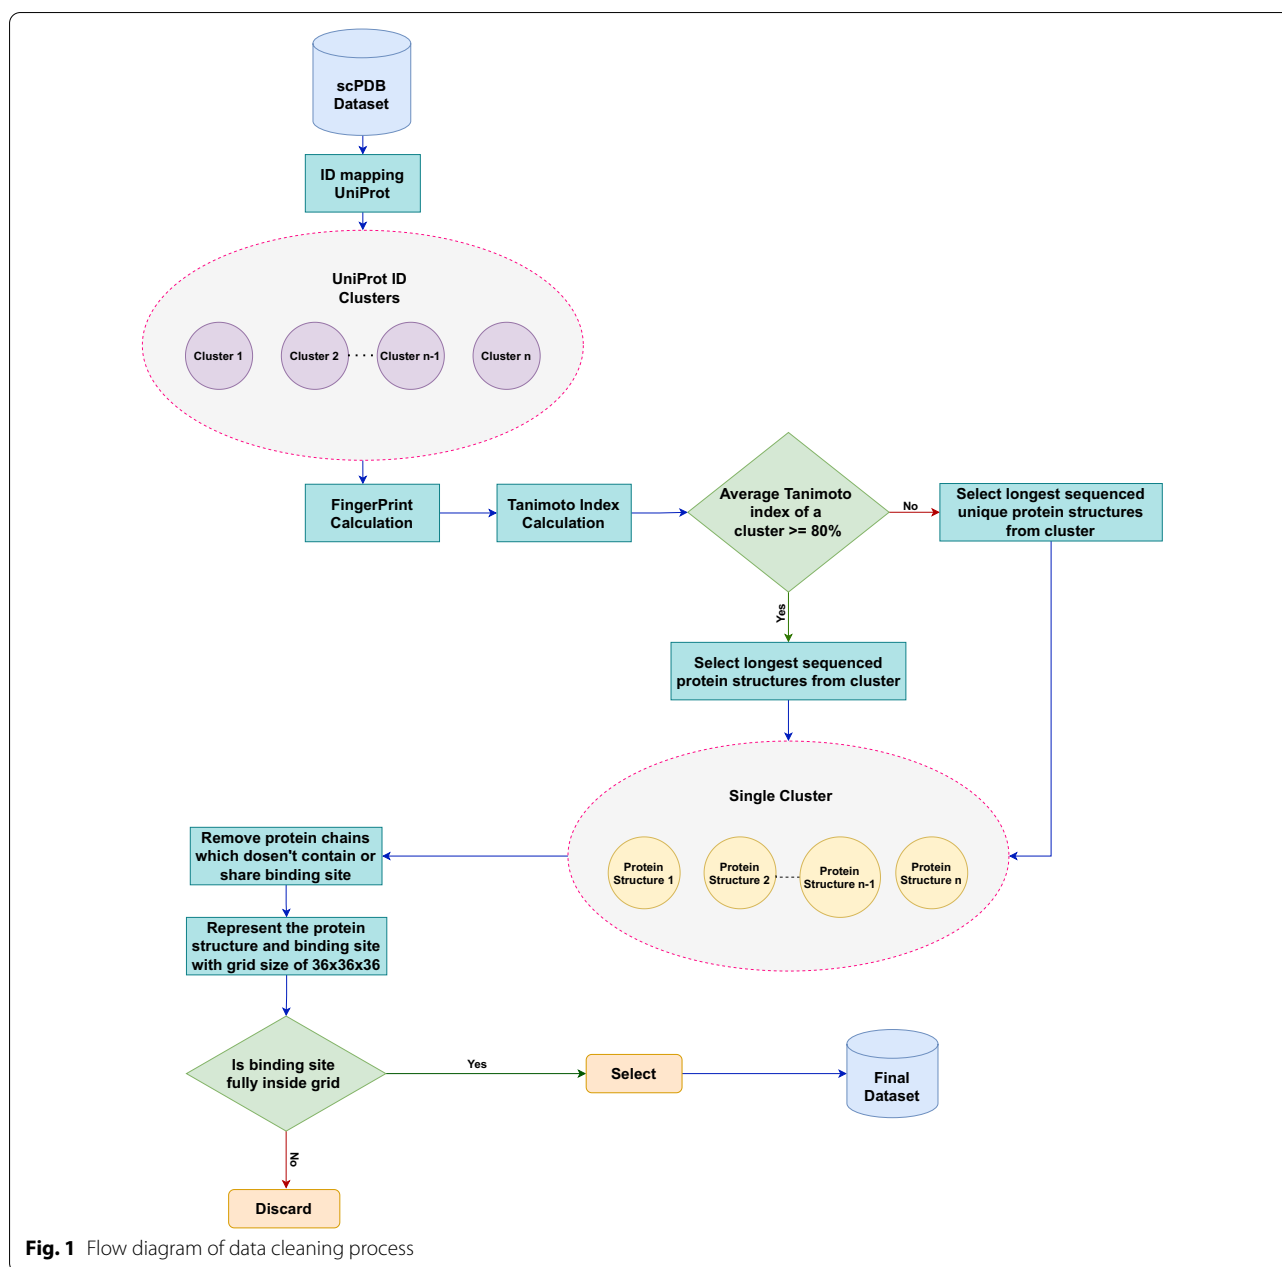 scPDB
Dataset
ID mapping
UniProt
UniProt ID
Clusters
Cluster 1
Cluster 2
....
Cluster n-1
Cluster n
FingerPrint
Calculation
Tanimoto Index
Calculation
Average Tanimoto
index of a
cluster >= 80%
No
Select longest sequenced
unique protein structures
from cluster
Yes
Select longest sequenced
protein structures from cluster
Single Cluster
Protein
Structure 1
Protein
Structure 2
Protein
Structure n-1
Protein
Structure n
Remove protein chains
which dosen't contain or
share binding site
Represent the protein
structure and binding site
with grid size of 36x36x36
Is binding site
fully inside grid
Yes
Select
Final
Dataset
No
Discard
Fig. 1 Flow diagram of data cleaning process